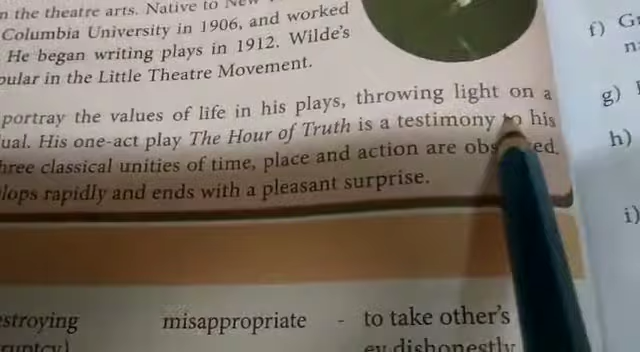 n the theatre arts. Native to New
Columbia University in 1906, and worked
He began writing plays in 1912. Wilde's
pular in the Little Theatre Movement.
portray the values of life in his plays, throwing light on a
ual. His one-act play The Hour of Truth is a testimony to his
hree classical unities of time, place and action are
lops rapidly and ends with a pleasant surprise.
estroying misappropriate - to take other's
dishonestly
f) G
g)
h)
i)